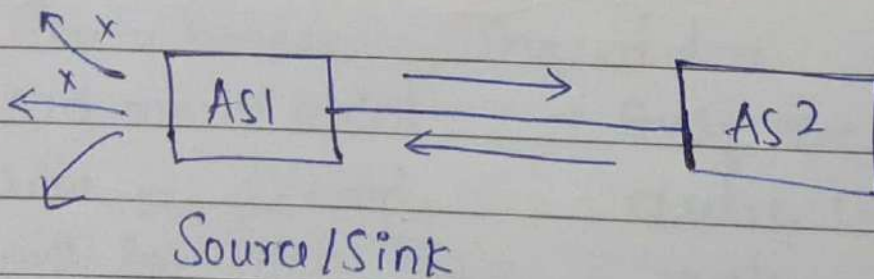 x
x
AS1
AS2
Source/Sink